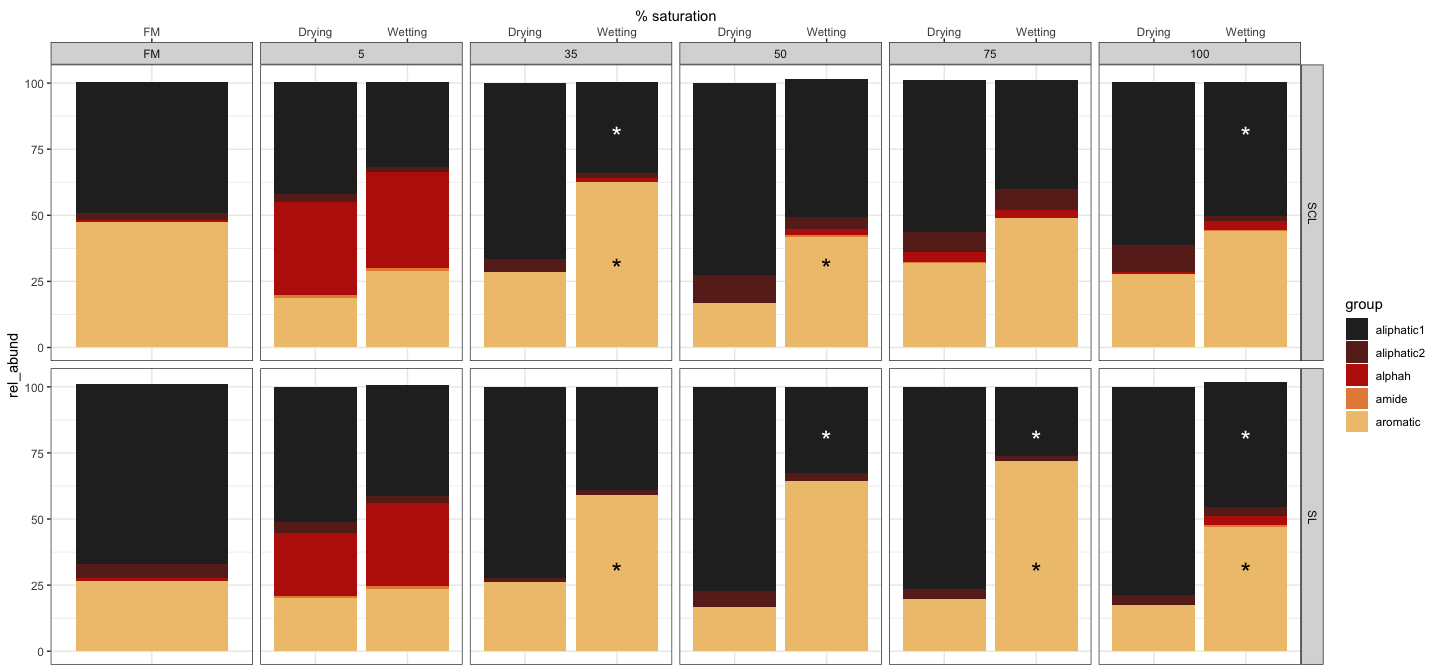 % saturation
FM Drying Wetting Drying Wetting Drying Wetting Drying Wetting Drying Wetting
FM 5 35 50 75 100
100
75
50
25
0
SCL
rel_abund
100
75
50
25
0
SL
* * * *
* * * *
* * *
* * *
group
aliphatic1
aliphatic2
alphah
amide
aromatic